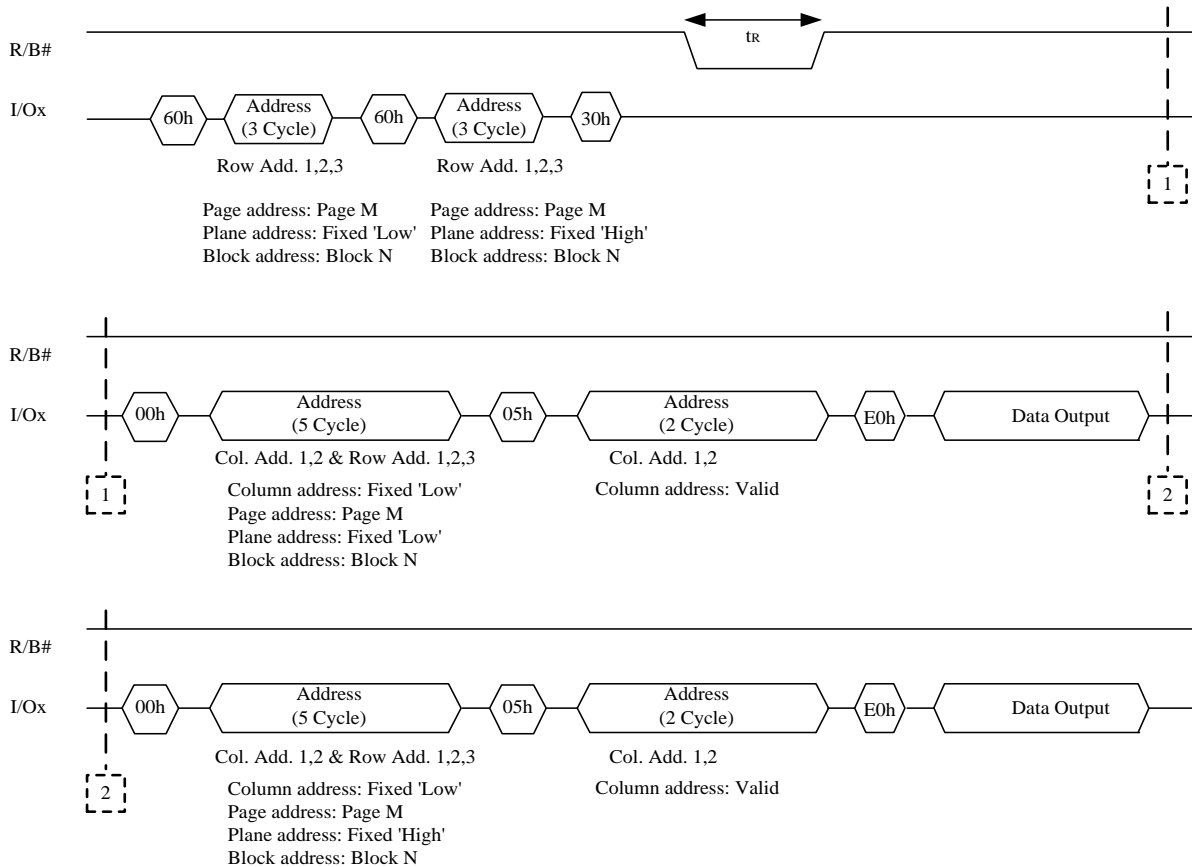 tR
R/B#
I/Ox
60h
Address
(3 Cycle)
60h
Address
(3 Cycle)
30h
Row Add. 1,2,3
Row Add. 1,2,3
Page address: Page M
Plane address: Fixed 'Low'
Block address: Block N
Page address: Page M
Plane address: Fixed 'High'
Block address: Block N
1
R/B#
I/Ox
00h
Address
(5 Cycle)
05h
Address
(2 Cycle)
E0h
Data Output
Col. Add. 1,2 & Row Add. 1,2,3
Col. Add. 1,2
Column address: Fixed 'Low'
Page address: Page M
Plane address: Fixed 'Low'
Block address: Block N
Column address: Valid
1
2
R/B#
I/Ox
00h
Address
(5 Cycle)
05h
Address
(2 Cycle)
E0h
Data Output
Col. Add. 1,2 & Row Add. 1,2,3
Col. Add. 1,2
Column address: Fixed 'Low'
Page address: Page M
Plane address: Fixed 'High'
Block address: Block N
Column address: Valid
2